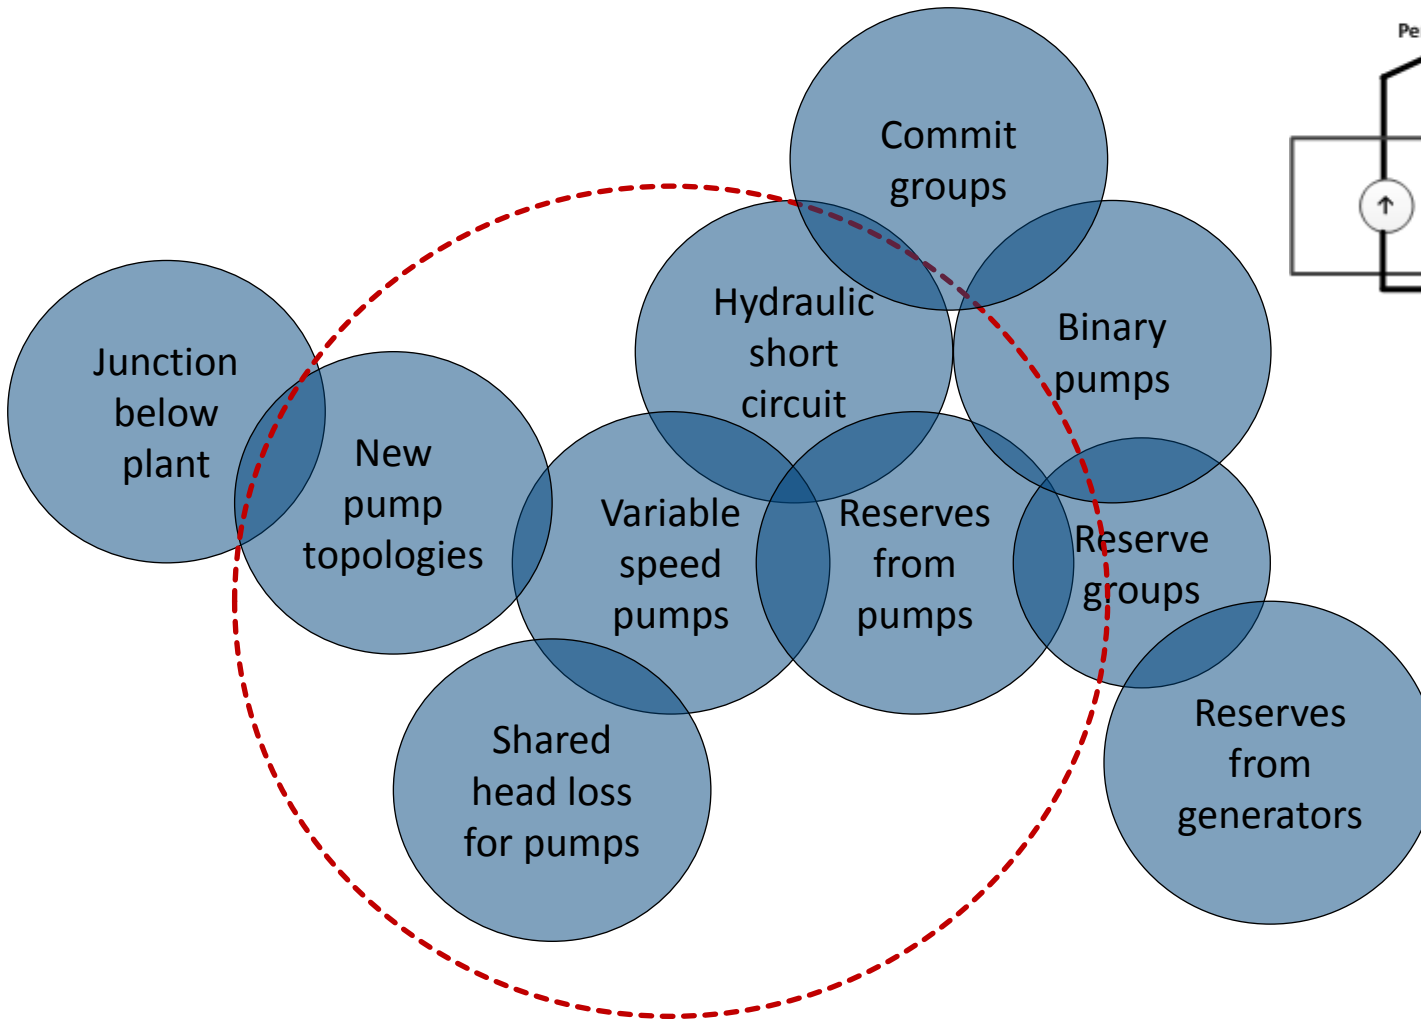 Commit
groups
Hydraulic
short
circuit
Binary
pumps
Junction
below
plant
New
pump
topologies
Variable
speed
pumps
Reserves
from
pumps
Reserve
groups
Shared
head loss
for pumps
Reserves
from
generators